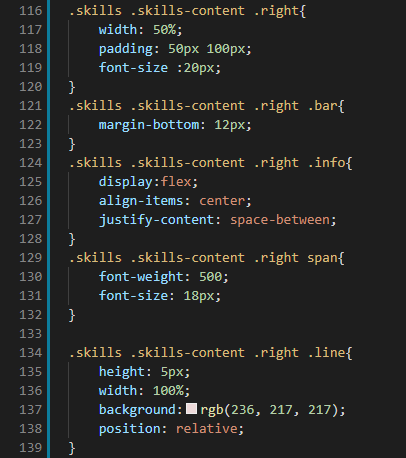 116 .skills .skills-content .right{
117 width: 50%;
118 padding: 50px 100px;
119 font-size :20px;
120 }
121 .skills .skills-content .right .bar{
122 margin-bottom: 12px;
123 }
124 .skills .skills-content .right .info{
125 display:flex;
126 align-items: center;
127 justify-content: space-between;
128 }
129 .skills .skills-content .right span{
130 font-weight: 500;
131 font-size: 18px;
132 }
133
134 .skills .skills-content .right .line{
135 height: 5px;
136 width: 100%;
137 background: rgb(236, 217, 217);
138 position: relative;
139 }